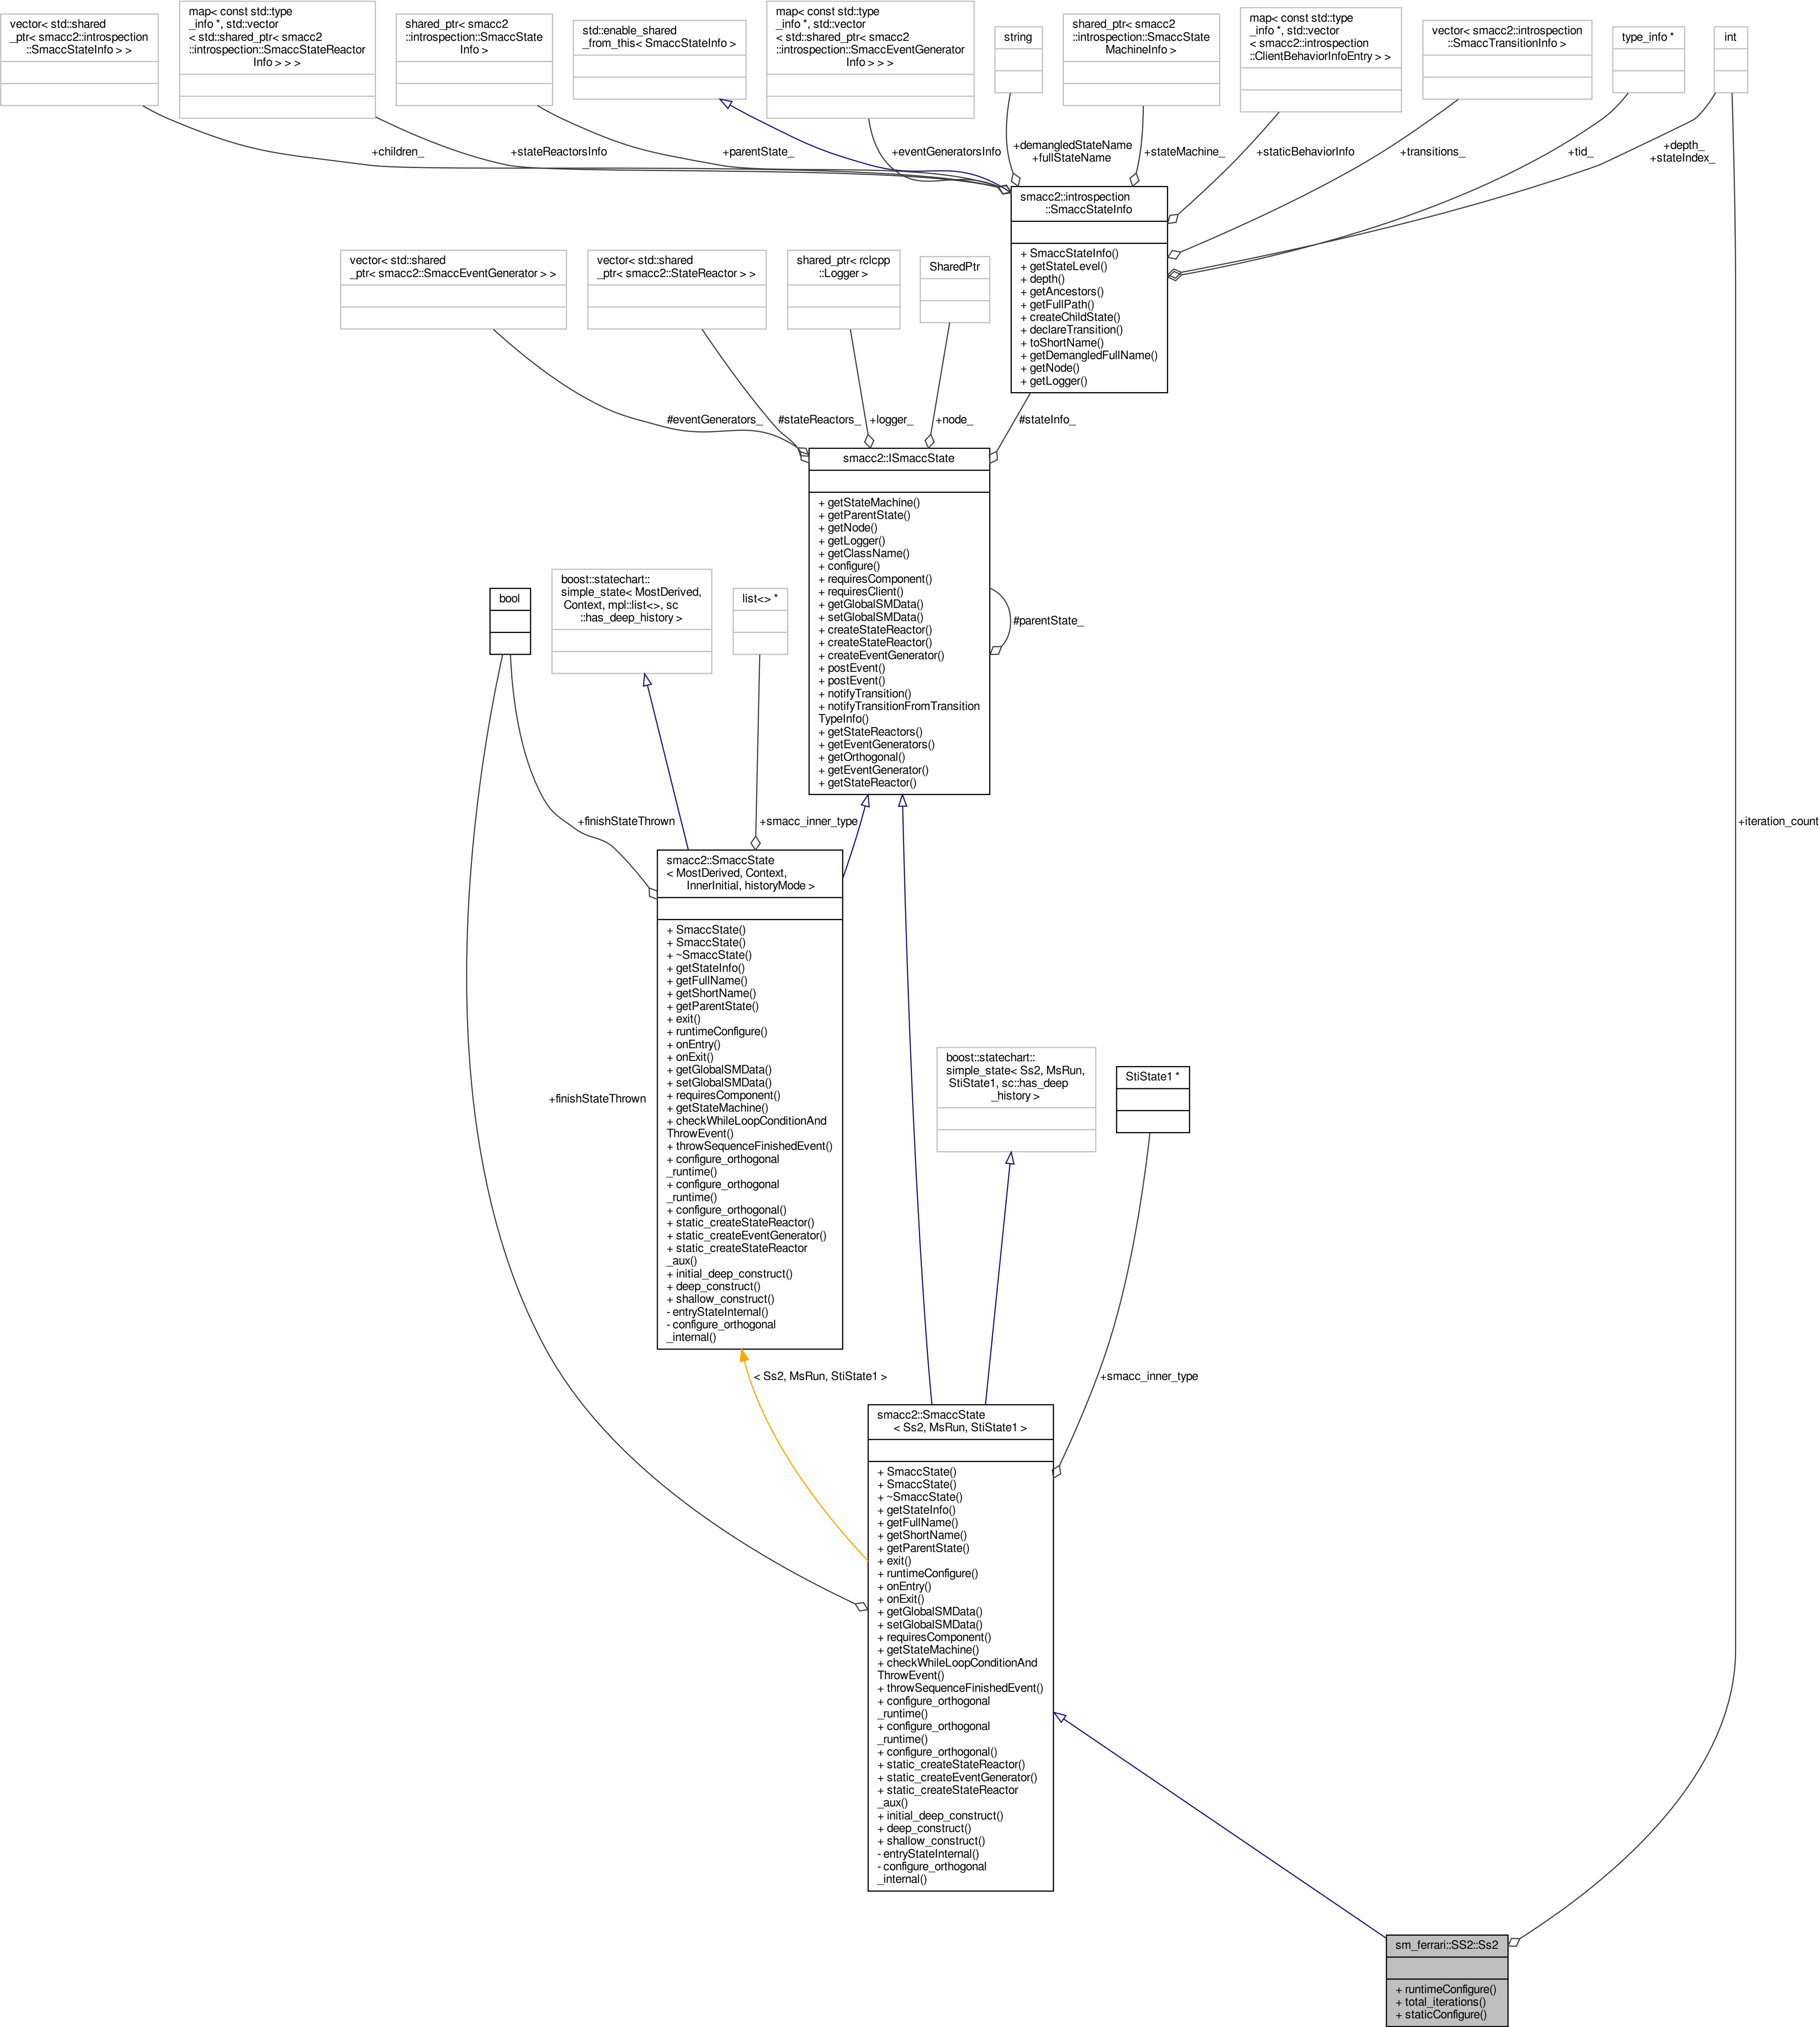 vector< std::shared
_ptr< smacc2::introspection
::SmaccStateInfo > >
map< const std::type
_info *, std::vector
< std::shared_ptr< smacc2
::introspection::SmaccStateReactor
Info > > >
shared_ptr< smacc2
::introspection::SmaccState
Info >
std::enable_shared
_from_this< SmaccStateInfo >
map< const std::type
_info *, std::vector
< std::shared_ptr< smacc2
::introspection::SmaccEventGenerator
Info > > >
string
shared_ptr< smacc2
::introspection::SmaccState
MachineInfo >
map< const std::type
_info *, std::vector
< smacc2::introspection
::ClientBehaviorInfoEntry > >
vector< smacc2::introspection
::SmaccTransitionInfo >
type_info *
int
+children_
+stateReactorsInfo
+parentState_
+eventGeneratorsInfo
+demangledStateName
+fullStateName
+stateMachine_
+staticBehaviorInfo
+transitions_
+tid_
+depth_
+stateIndex_
smacc2::introspection
::SmaccStateInfo
+ SmaccStateInfo()
+ getStateLevel()
+ depth()
+ getAncestors()
+ getFullPath()
+ createChildState()
+ declareTransition()
+ toShortName()
+ getDemangledFullName()
+ getNode()
+ getLogger()
vector< std::shared
_ptr< smacc2::SmaccEventGenerator > >
vector< std::shared
_ptr< smacc2::StateReactor > >
shared_ptr< rclcpp
::Logger >
SharedPtr
#eventGenerators_
#stateReactors_
+logger_
+node_
#stateInfo_
smacc2::ISmaccState
+ getStateMachine()
+ getParentState()
+ getNode()
+ getLogger()
+ getClassName()
+ configure()
+ requiresComponent()
+ requiresClient()
+ getGlobalSMData()
+ setGlobalSMData()
+ createStateReactor()
+ createStateReactor()
+ createEventGenerator()
+ postEvent()
+ postEvent()
+ notifyTransition()
+ notifyTransitionFromTransition
TypeInfo()
+ getStateReactors()
+ getEventGenerators()
+ getOrthogonal()
+ getEventGenerator()
+ getStateReactor()
#parentState_
bool
boost::statechart::
simple_state< MostDerived,
Context, mpl::list<>, sc
::has_deep_history >
list<> *
+finishStateThrown
+smacc_inner_type
+iteration_count
smacc2::SmaccState
< MostDerived, Context,
InnerInitial, historyMode >
+ SmaccState()
+ SmaccState()
+ ~SmaccState()
+ getStateInfo()
+ getFullName()
+ getShortName()
+ getParentState()
+ exit()
+ runtimeConfigure()
+ onEntry()
+ onExit()
+ getGlobalSMData()
+ setGlobalSMData()
+ requiresComponent()
+ getStateMachine()
+ checkWhileLoopConditionAnd
ThrowEvent()
+ throwSequenceFinishedEvent()
+ configure_orthogonal
_runtime()
+ configure_orthogonal
_runtime()
+ configure_orthogonal()
+ static_createStateReactor()
+ static_createEventGenerator()
+ static_createStateReactor
_aux()
+ initial_deep_construct()
+ deep_construct()
+ shallow_construct()
- entryStateInternal()
- configure_orthogonal
_internal()
+finishStateThrown
boost::statechart::
simple_state< Ss2, MsRun,
StiState1, sc::has_deep
_history >
StiState1 *
< Ss2, MsRun, StiState1 >
+smacc_inner_type
smacc2::SmaccState
< Ss2, MsRun, StiState1 >
+ SmaccState()
+ SmaccState()
+ ~SmaccState()
+ getStateInfo()
+ getFullName()
+ getShortName()
+ getParentState()
+ exit()
+ runtimeConfigure()
+ onEntry()
+ onExit()
+ getGlobalSMData()
+ setGlobalSMData()
+ requiresComponent()
+ getStateMachine()
+ checkWhileLoopConditionAnd
ThrowEvent()
+ throwSequenceFinishedEvent()
+ configure_orthogonal
_runtime()
+ configure_orthogonal
_runtime()
+ configure_orthogonal()
+ static_createStateReactor()
+ static_createEventGenerator()
+ static_createStateReactor
_aux()
+ initial_deep_construct()
+ deep_construct()
+ shallow_construct()
- entryStateInternal()
- configure_orthogonal
_internal()
sm_ferrari::SS2::Ss2
+ runtimeConfigure()
+ total_iterations()
+ staticConfigure()